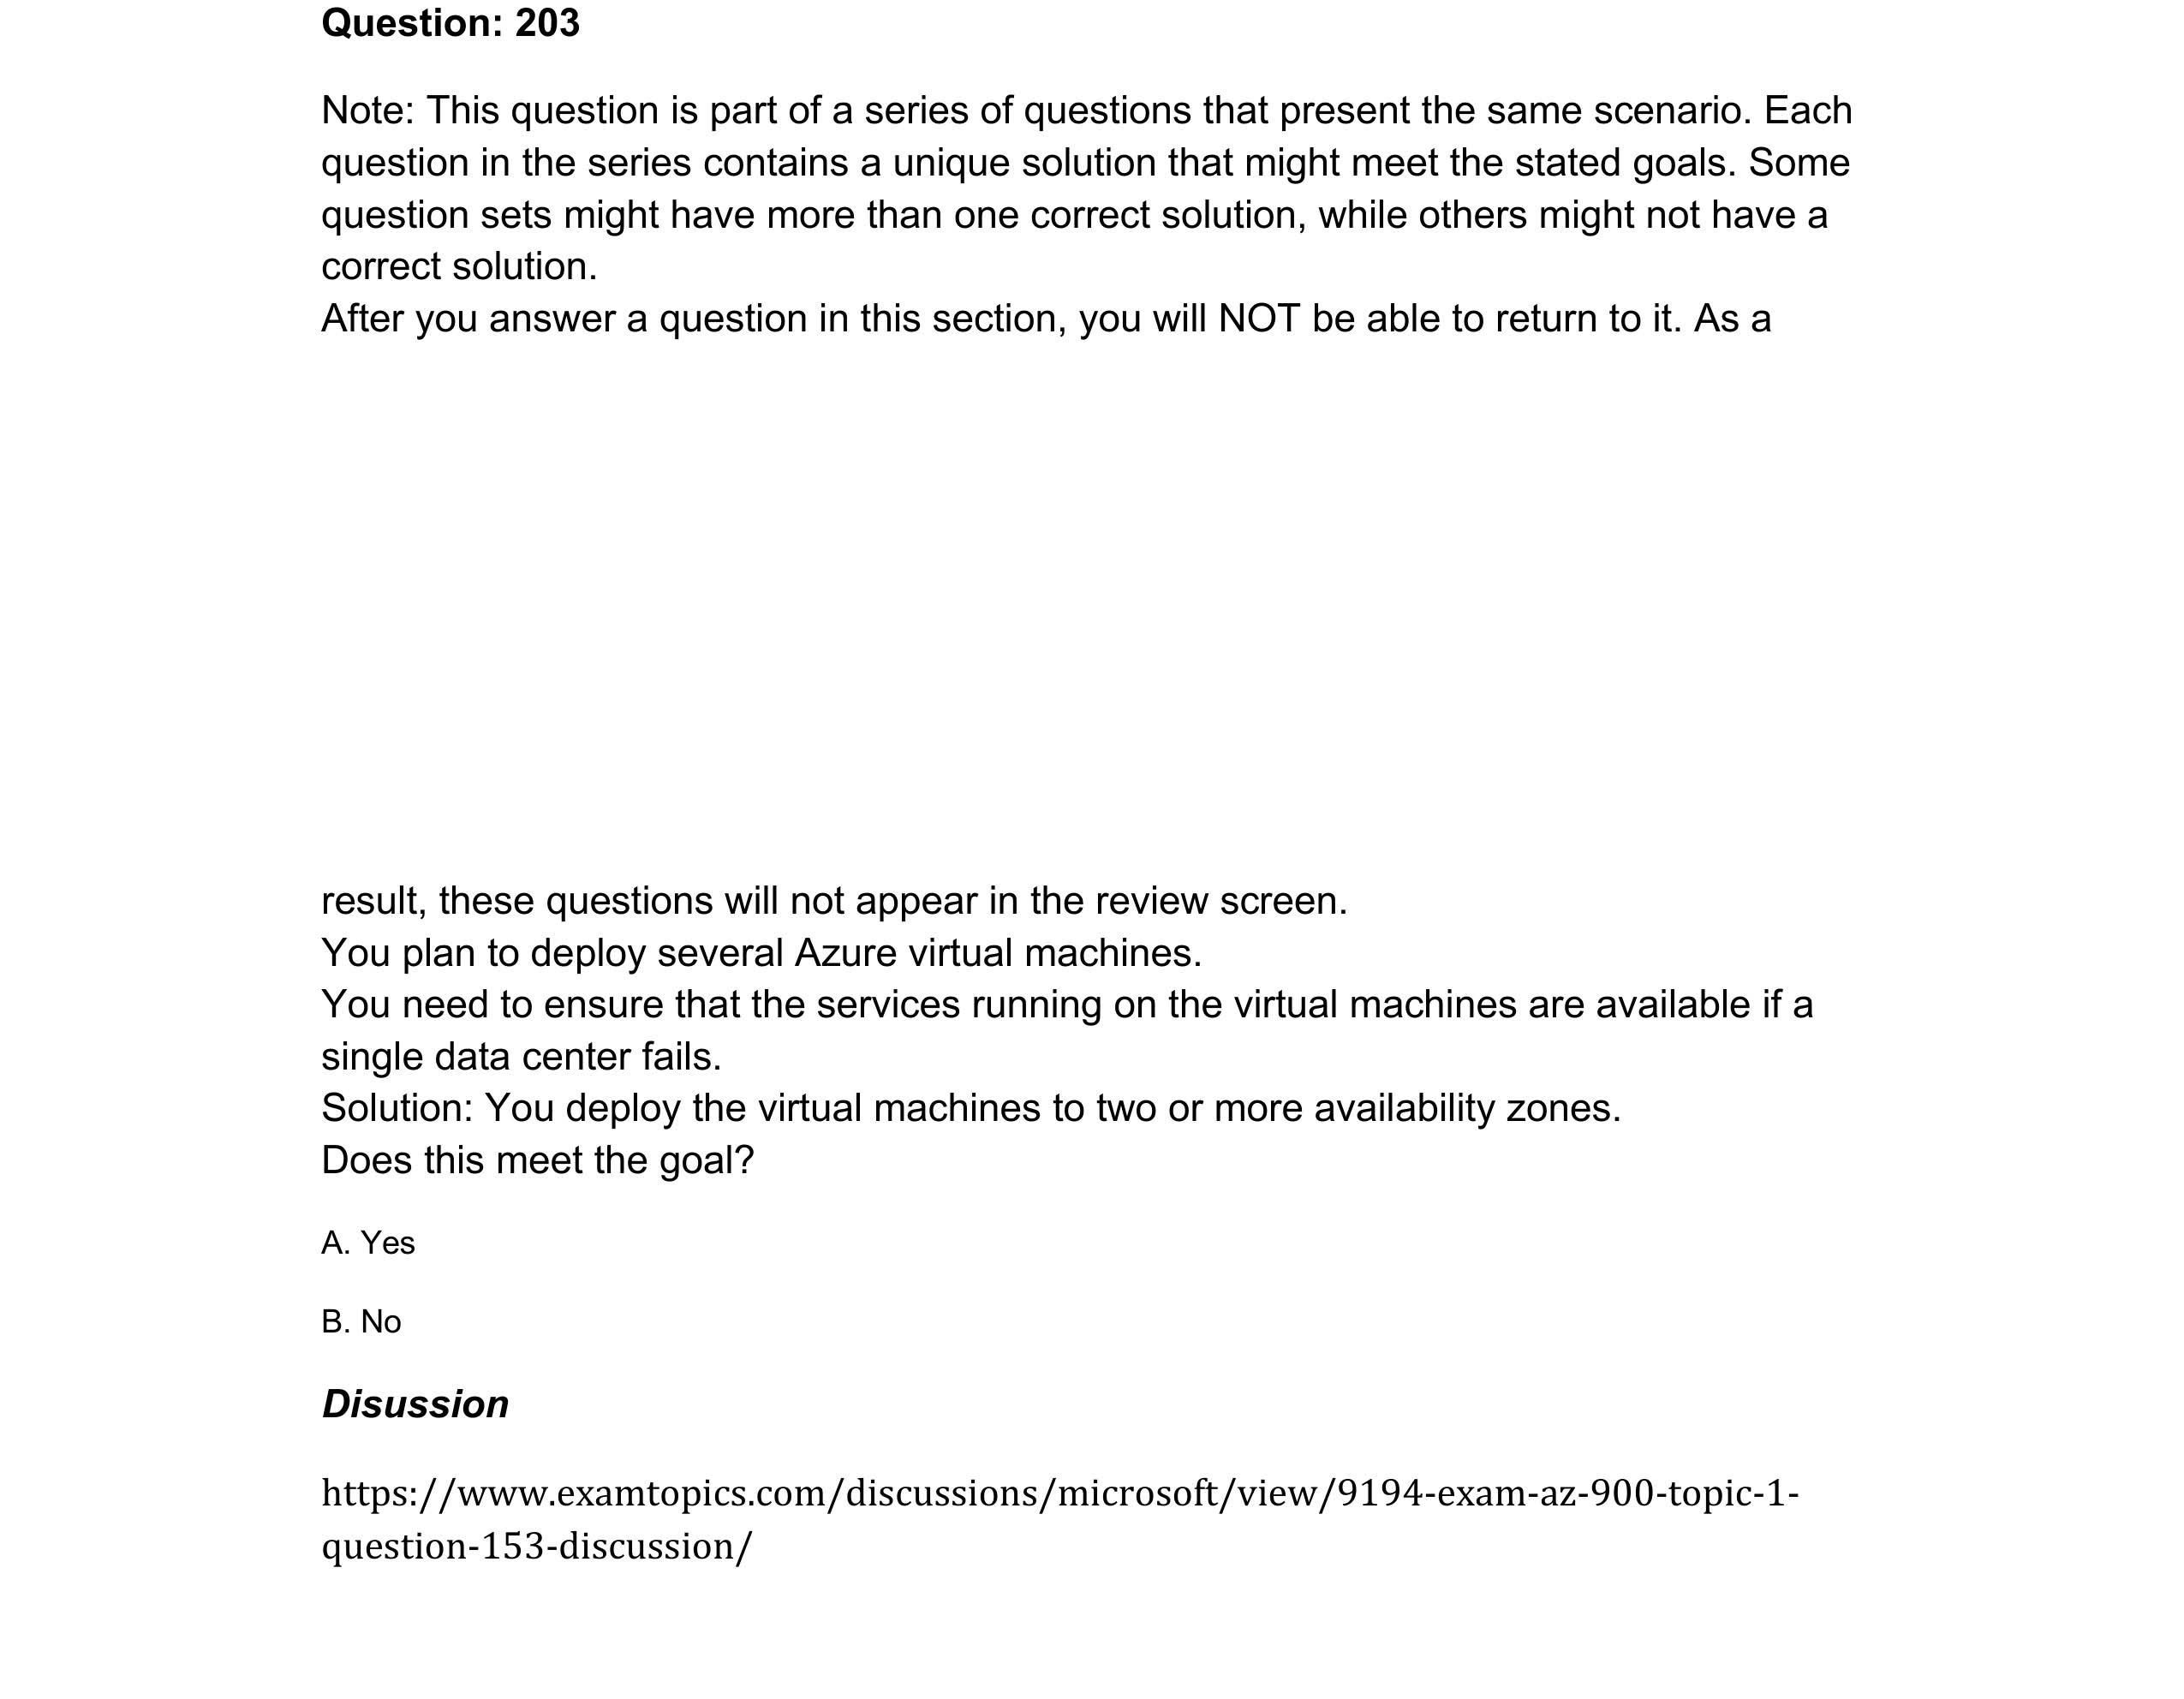 Question: 203
Note: This question is part of a series of questions that present the same scenario. Each
question in the series contains a unique solution that might meet the stated goals. Some
question sets might have more than one correct solution, while others might not have a
correct solution.
After you answer a question in this section, you will NOT be able to return to it. As a
result, these questions will not appear in the review screen.
You plan to deploy several Azure virtual machines.
You need to ensure that the services running on the virtual machines are available if a
single data center fails.
Solution: You deploy the virtual machines to two or more availability zones.
Does this meet the goal?
A. Yes
B. No
Disussion
https://www.examtopics.com/discussions/microsoft/view/9194-exam-az-900-topic-1-
question-153-discussion/